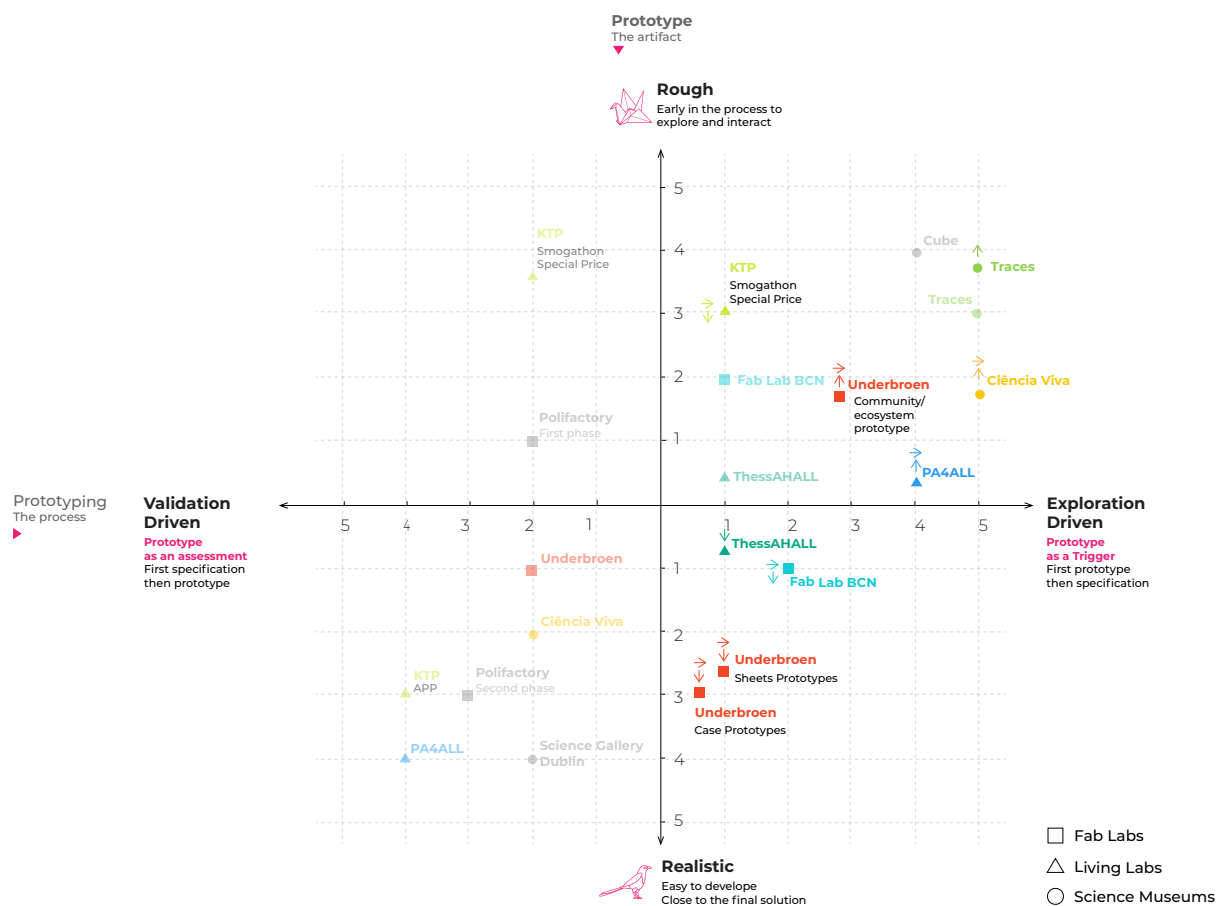 Prototype
The artifact
Rough
Early in the process to
explore and interact
5
KTP
Smogathon
Special Price
4
Cube
KTP
Smogathon
Special Price
Traces
Traces
3
2
Fab Lab BCN
Underbroen
Community/
ecosystem
prototype
Ciência Viva
Polifactory
First phase
1
ThessAHALL
PA4ALL
Prototyping
The process
Validation
Driven
Prototype
as an assessment
First specification
then prototype
5
4
3
2
1
1
2
3
4
5
Exploration
Driven
Prototype
as a Trigger
First prototype
then specification
ThessAHALL
Underbroen
1
Fab Lab BCN
Ciência Viva
2
Underbroen
Sheets Prototypes
KTP
APP
Polifactory
Second phase
3
Underbroen
Case Prototypes
PA4ALL
Science Gallery
Dublin
4
5
Realistic
Easy to develope
Close to the final solution
Fab Labs
Living Labs
Science Museums